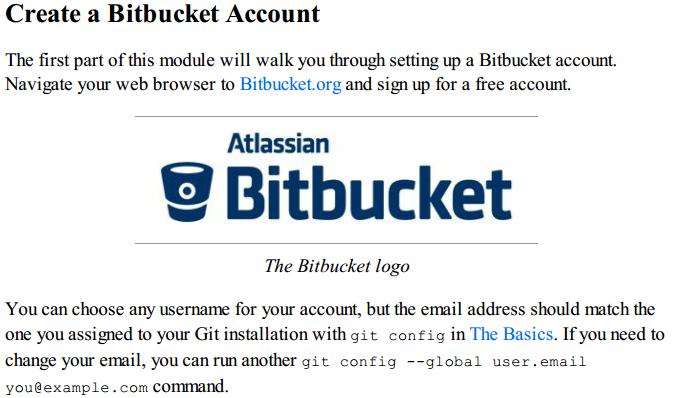 Create a Bitbucket Account
The first part of this module will walk you through setting up a Bitbucket account.
Navigate your web browser to Bitbucket.org and sign up for a free account.
Atlassian
Bitbucket
The Bitbucket logo
You can choose any username for your account, but the email address should match the
one you assigned to your Git installation with git config in The Basics. If you need to
change your email, you can run another git config --global user.email
you@example.com command.